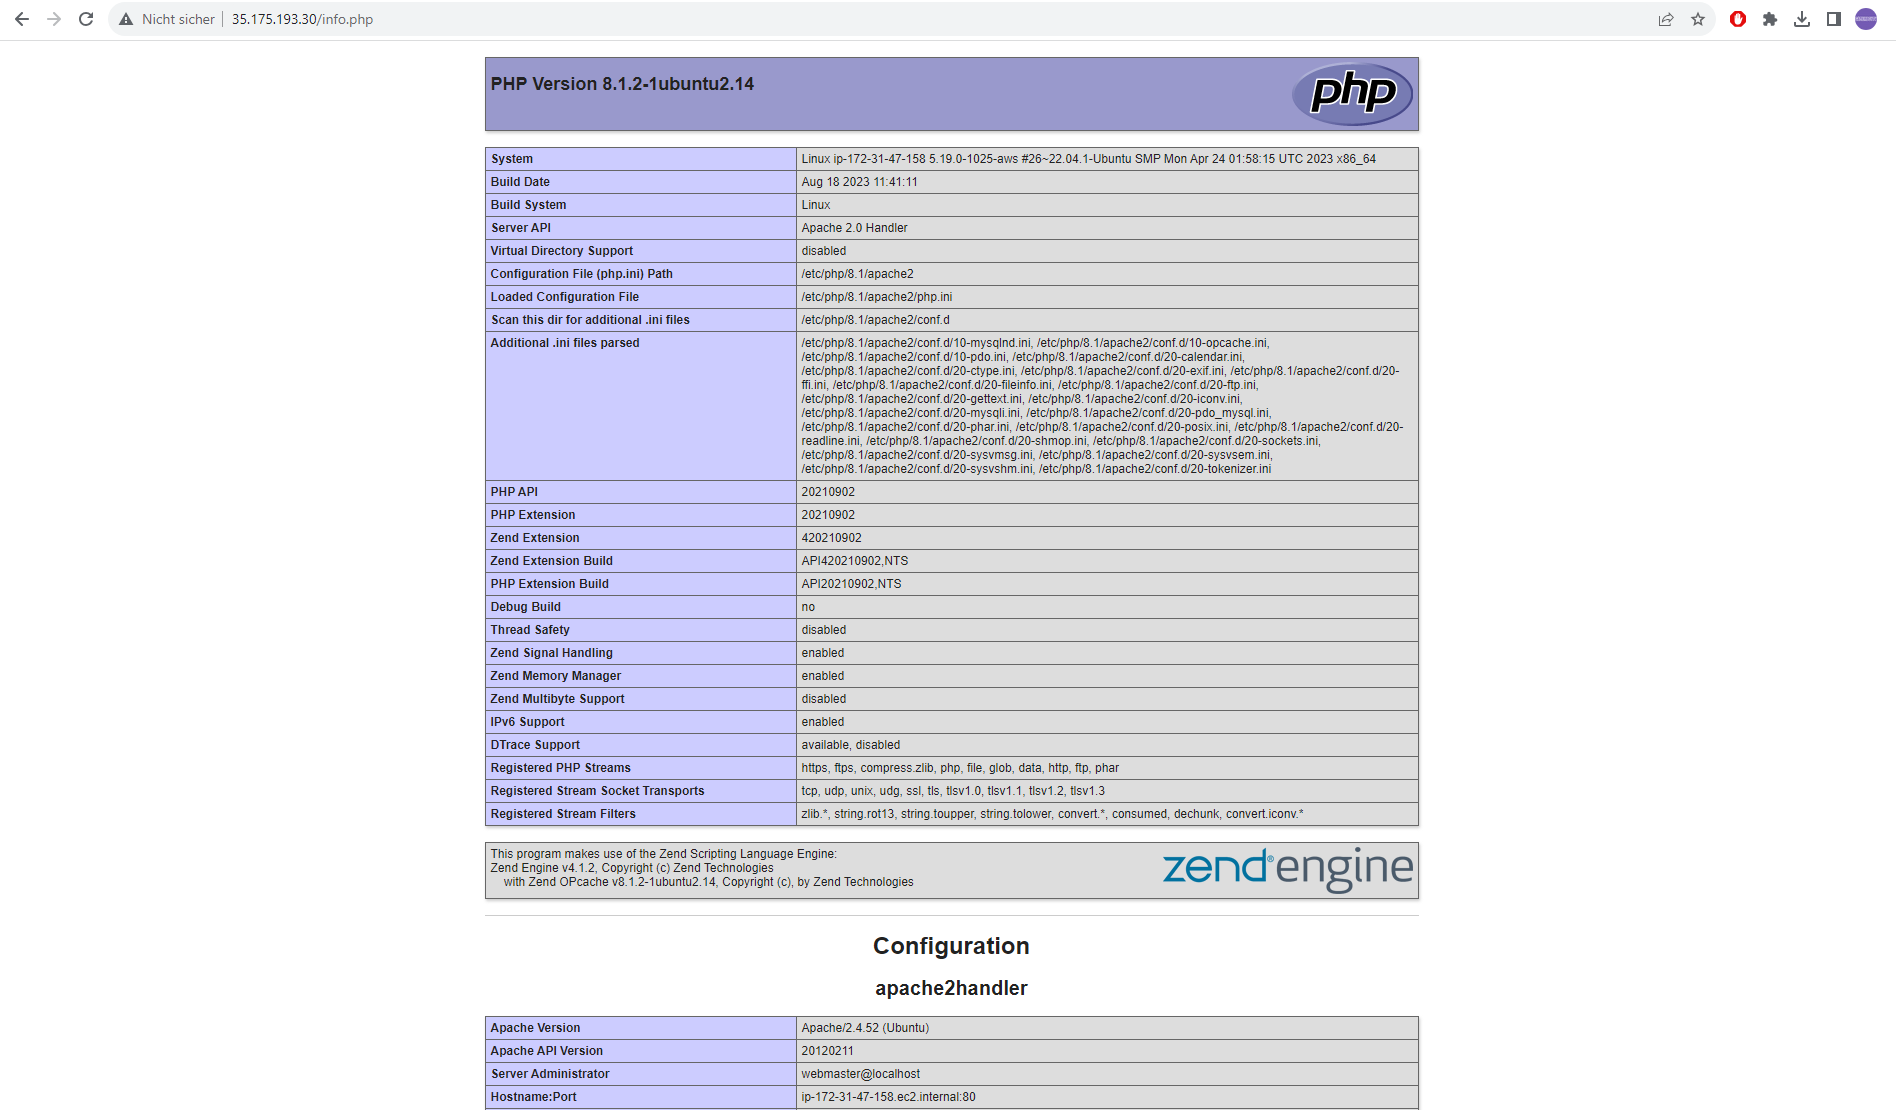 Nicht sicher 35.175.193.30/info.php
PHP Version 8.1.2-1ubuntu2.14
php
System Linux ip-172-31-47-158 5.19.0-1025-aws #26~22.04.1-Ubuntu SMP Mon Apr 24 01:58:15 UTC 2023 x86_64
Build Date Aug 18 2023 11:41:11
Build System Linux
Server API Apache 2.0 Handler
Virtual Directory Support disabled
Configuration File (php.ini) Path /etc/php/8.1/apache2
Loaded Configuration File /etc/php/8.1/apache2/php.ini
Scan this dir for additional .ini files /etc/php/8.1/apache2/conf.d
Additional .ini files parsed /etc/php/8.1/apache2/conf.d/10-mysqlnd.ini, /etc/php/8.1/apache2/conf.d/10-opcache.ini,
/etc/php/8.1/apache2/conf.d/10-pdo.ini, /etc/php/8.1/apache2/conf.d/20-calendar.ini,
/etc/php/8.1/apache2/conf.d/20-ctype.ini, /etc/php/8.1/apache2/conf.d/20-exif.ini, /etc/php/8.1/apache2/conf.d/20-
ffi.ini, /etc/php/8.1/apache2/conf.d/20-fileinfo.ini, /etc/php/8.1/apache2/conf.d/20-ftp.ini,
/etc/php/8.1/apache2/conf.d/20-gettext.ini, /etc/php/8.1/apache2/conf.d/20-iconv.ini,
/etc/php/8.1/apache2/conf.d/20-mysqli.ini, /etc/php/8.1/apache2/conf.d/20-pdo_mysql.ini,
/etc/php/8.1/apache2/conf.d/20-phar.ini, /etc/php/8.1/apache2/conf.d/20-posix.ini, /etc/php/8.1/apache2/conf.d/20-
readline.ini, /etc/php/8.1/apache2/conf.d/20-shmop.ini, /etc/php/8.1/apache2/conf.d/20-sockets.ini,
/etc/php/8.1/apache2/conf.d/20-sysvmsg.ini, /etc/php/8.1/apache2/conf.d/20-sysvsem.ini,
/etc/php/8.1/apache2/conf.d/20-sysvshm.ini, /etc/php/8.1/apache2/conf.d/20-tokenizer.ini
PHP API 20210902
PHP Extension 20210902
Zend Extension 420210902
Zend Extension Build API420210902,NTS
PHP Extension Build API20210902,NTS
Debug Build no
Thread Safety disabled
Zend Signal Handling enabled
Zend Memory Manager enabled
Zend Multibyte Support disabled
IPv6 Support enabled
DTrace Support available, disabled
Registered PHP Streams https, ftps, compress.zlib, php, file, glob, data, http, ftp, phar
Registered Stream Socket Transports tcp, udp, unix, udg, ssl, tls, tlsv1.0, tlsv1.1, tlsv1.2, tlsv1.3
Registered Stream Filters zlib.*, string.rot13, string.toupper, string.tolower, convert.*, consumed, dechunk, convert.iconv.*
This program makes use of the Zend Scripting Language Engine:
Zend Engine v4.1.2, Copyright (c) Zend Technologies
with Zend OPcache v8.1.2-1ubuntu2.14, Copyright (c), by Zend Technologies
zend® engine
Configuration
apache2handler
Apache Version Apache/2.4.52 (Ubuntu)
Apache API Version 20120211
Server Administrator webmaster@localhost
Hostname:Port ip-172-31-47-158.ec2.internal:80